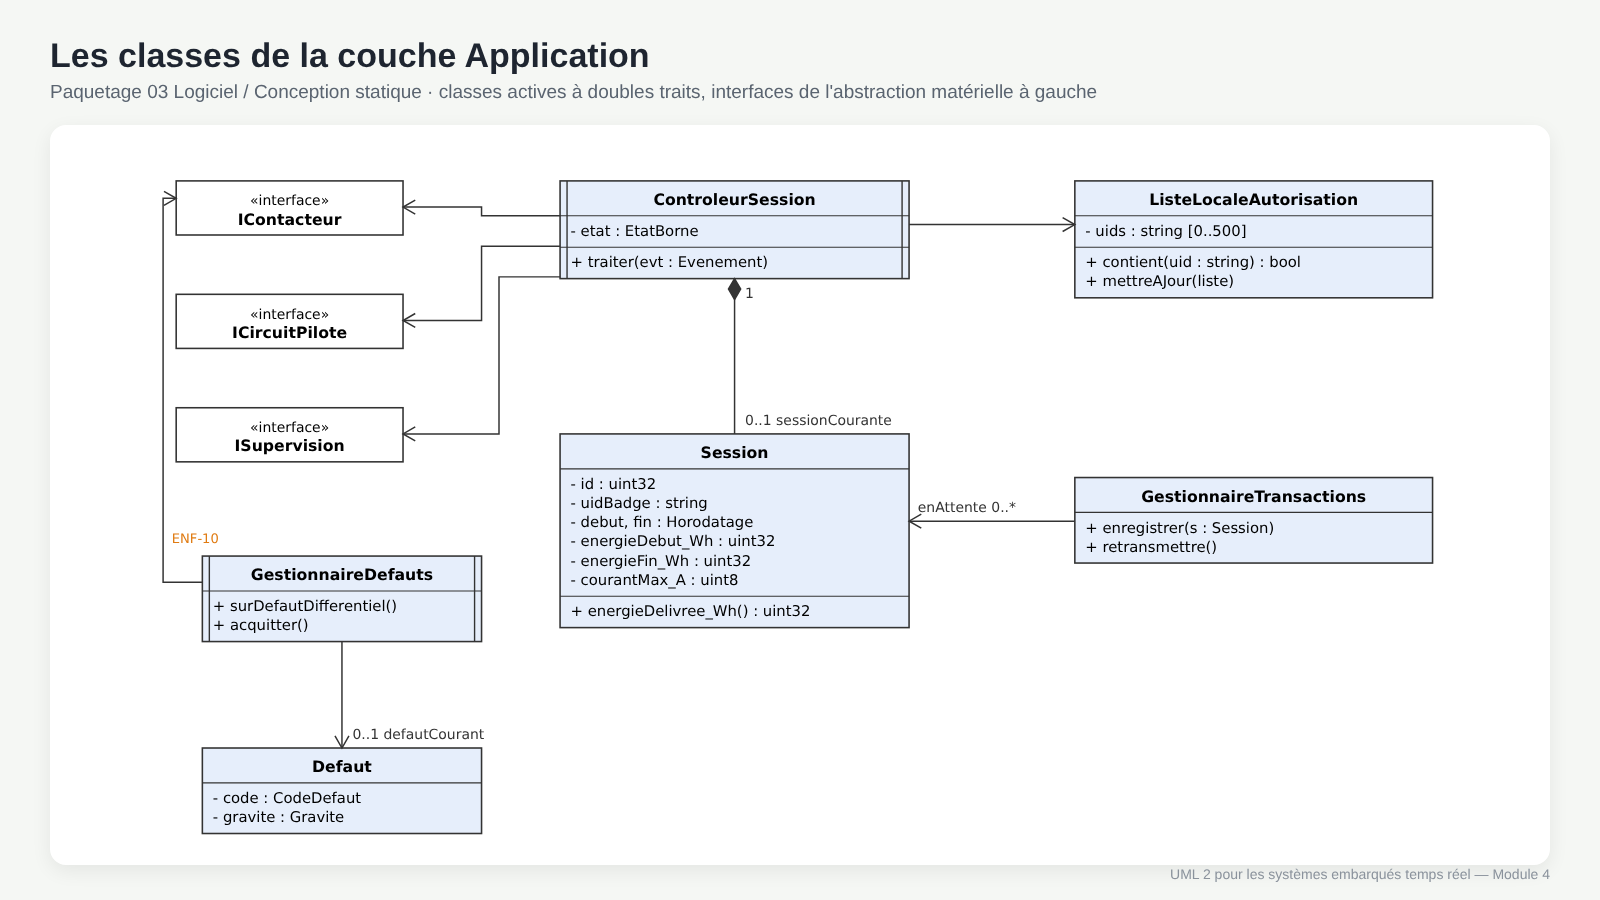 Les classes de la couche Application
Paquetage 03 Logiciel / Conception statique · classes actives à doubles traits, interfaces de l'abstraction matérielle à gauche
«interface»
IContacteur
«interface»
ICircuitPilote
«interface»
ISupervision
ControleurSession
- etat : EtatBorne
+ traiter(evt : Evenement)
1
0..1 sessionCourante
ListeLocaleAutorisation
- uids : string [0..500]
+ contient(uid : string) : bool
+ mettreAJour(liste)
Session
- id : uint32
- uidBadge : string
- debut, fin : Horodatage
- energieDebut_Wh : uint32
- energieFin_Wh : uint32
- courantMax_A : uint8
+ energieDelivree_Wh() : uint32
enAttente 0..*
GestionnaireTransactions
+ enregistrer(s : Session)
+ retransmettre()
ENF-10
GestionnaireDefauts
+ surDefautDifferentiel()
+ acquitter()
0..1 defautCourant
Defaut
- code : CodeDefaut
- gravite : Gravite
UML 2 pour les systèmes embarqués temps réel — Module 4